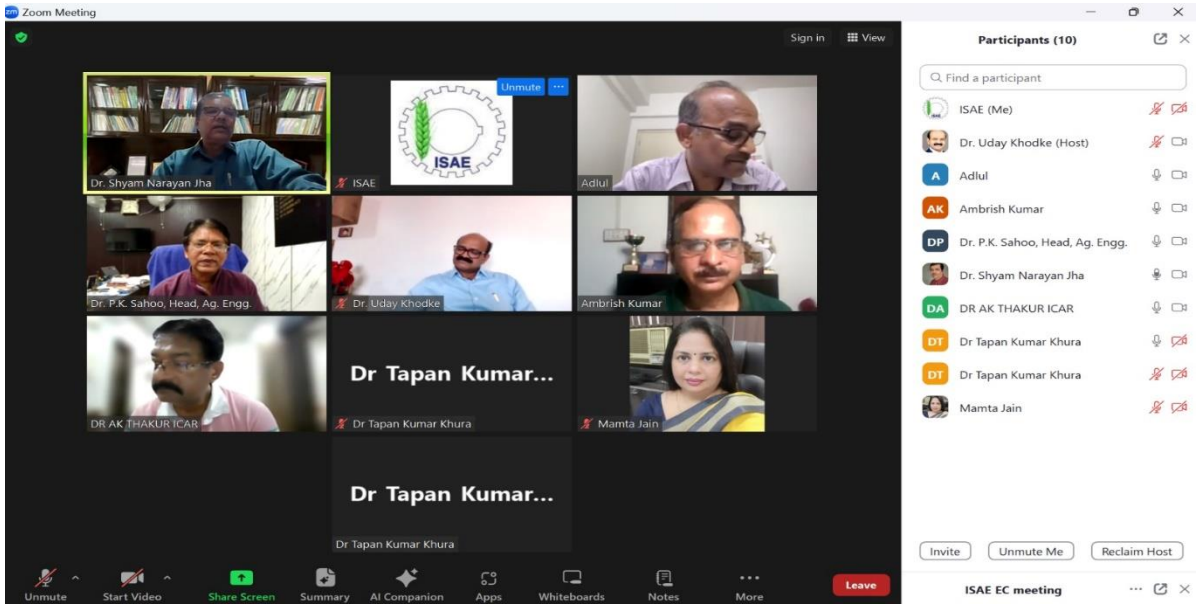 Zoom Meeting
Sign in
View
Participants (10)
Find a participant
ISAE (Me)
Dr. Uday Khodke (Host)
A
Adlul
AK
Ambrish Kumar
DP
Dr. P.K. Sahoo, Head, Ag. Engg.
Dr. Shyam Narayan Jha
DA
DR AK THAKUR ICAR
DT
Dr Tapan Kumar Khura
DT
Dr Tapan Kumar Khura
Mamta Jain
Invite
Unmute Me
Reclaim Host
ISAE EC meeting
Dr. Shyam Narayan Jha
Unmute
ISAE
ISAE
Adlul
Dr. P.K. Sahoo, Head, Ag. Engg.
Dr. Uday Khodke
Ambrish Kumar
DR AK THAKUR ICAR
Dr Tapan Kumar...
Dr Tapan Kumar Khura
Mamta Jain
Dr Tapan Kumar...
Dr Tapan Kumar Khura
Unmute
Start Video
Share Screen
Summary
AI Companion
Apps
Whiteboards
Notes
More
Leave